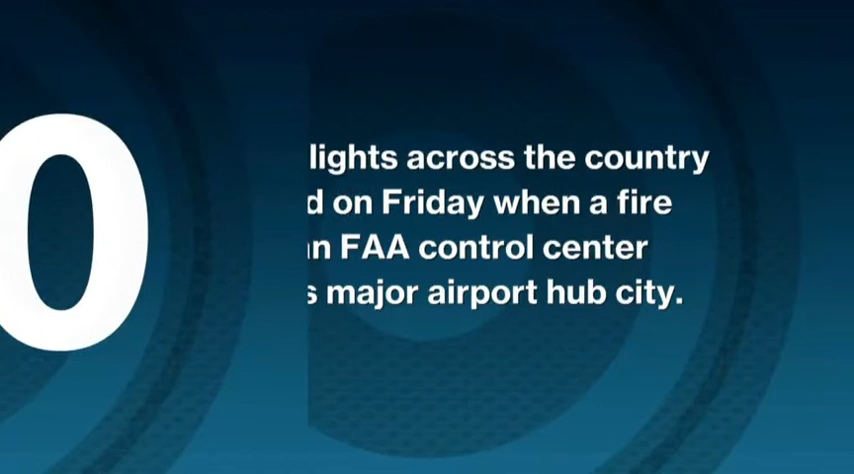 0
lights across the country
d on Friday when a fire
n FAA control center
s major airport hub city.